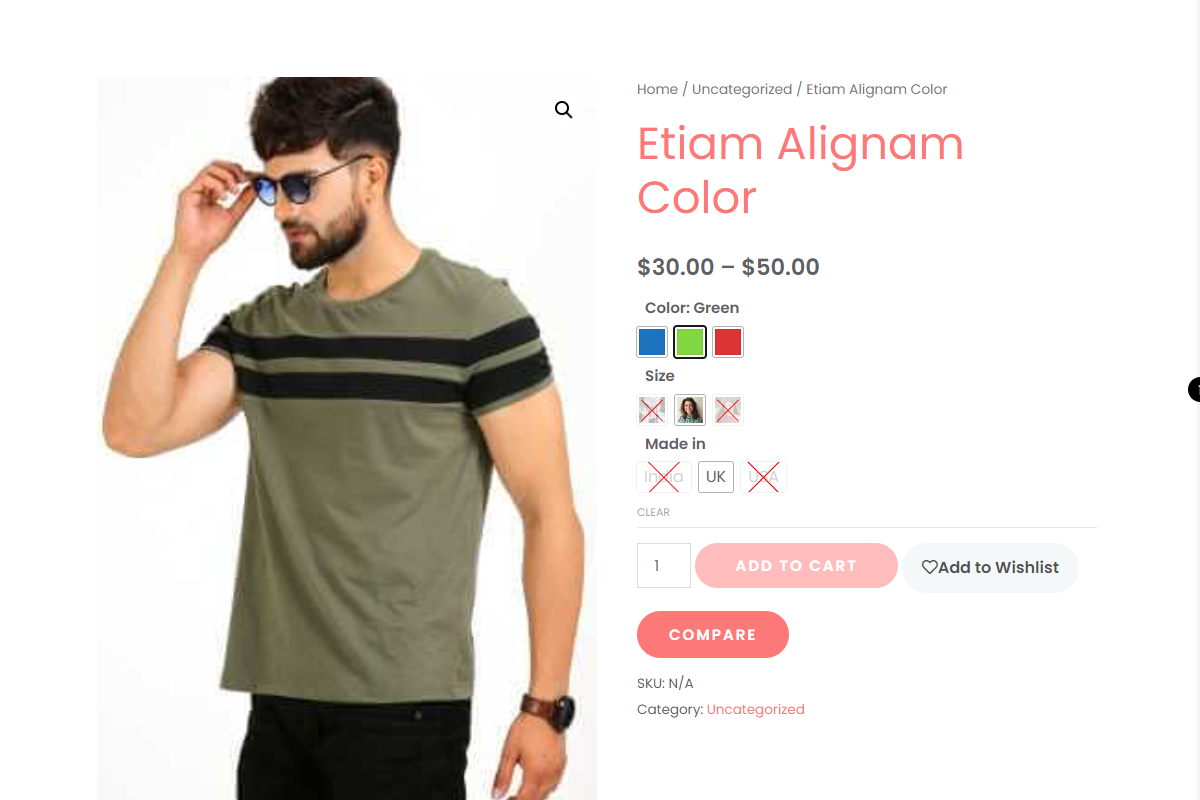 Home / Uncategorized / Etiam Alignam Color
Etiam Alignam
Color
$30.00 – $50.00
Color: Green
Size
Made in
India UK USA
CLEAR
1 ADD TO CART Add to Wishlist
COMPARE
SKU: N/A
Category: Uncategorized